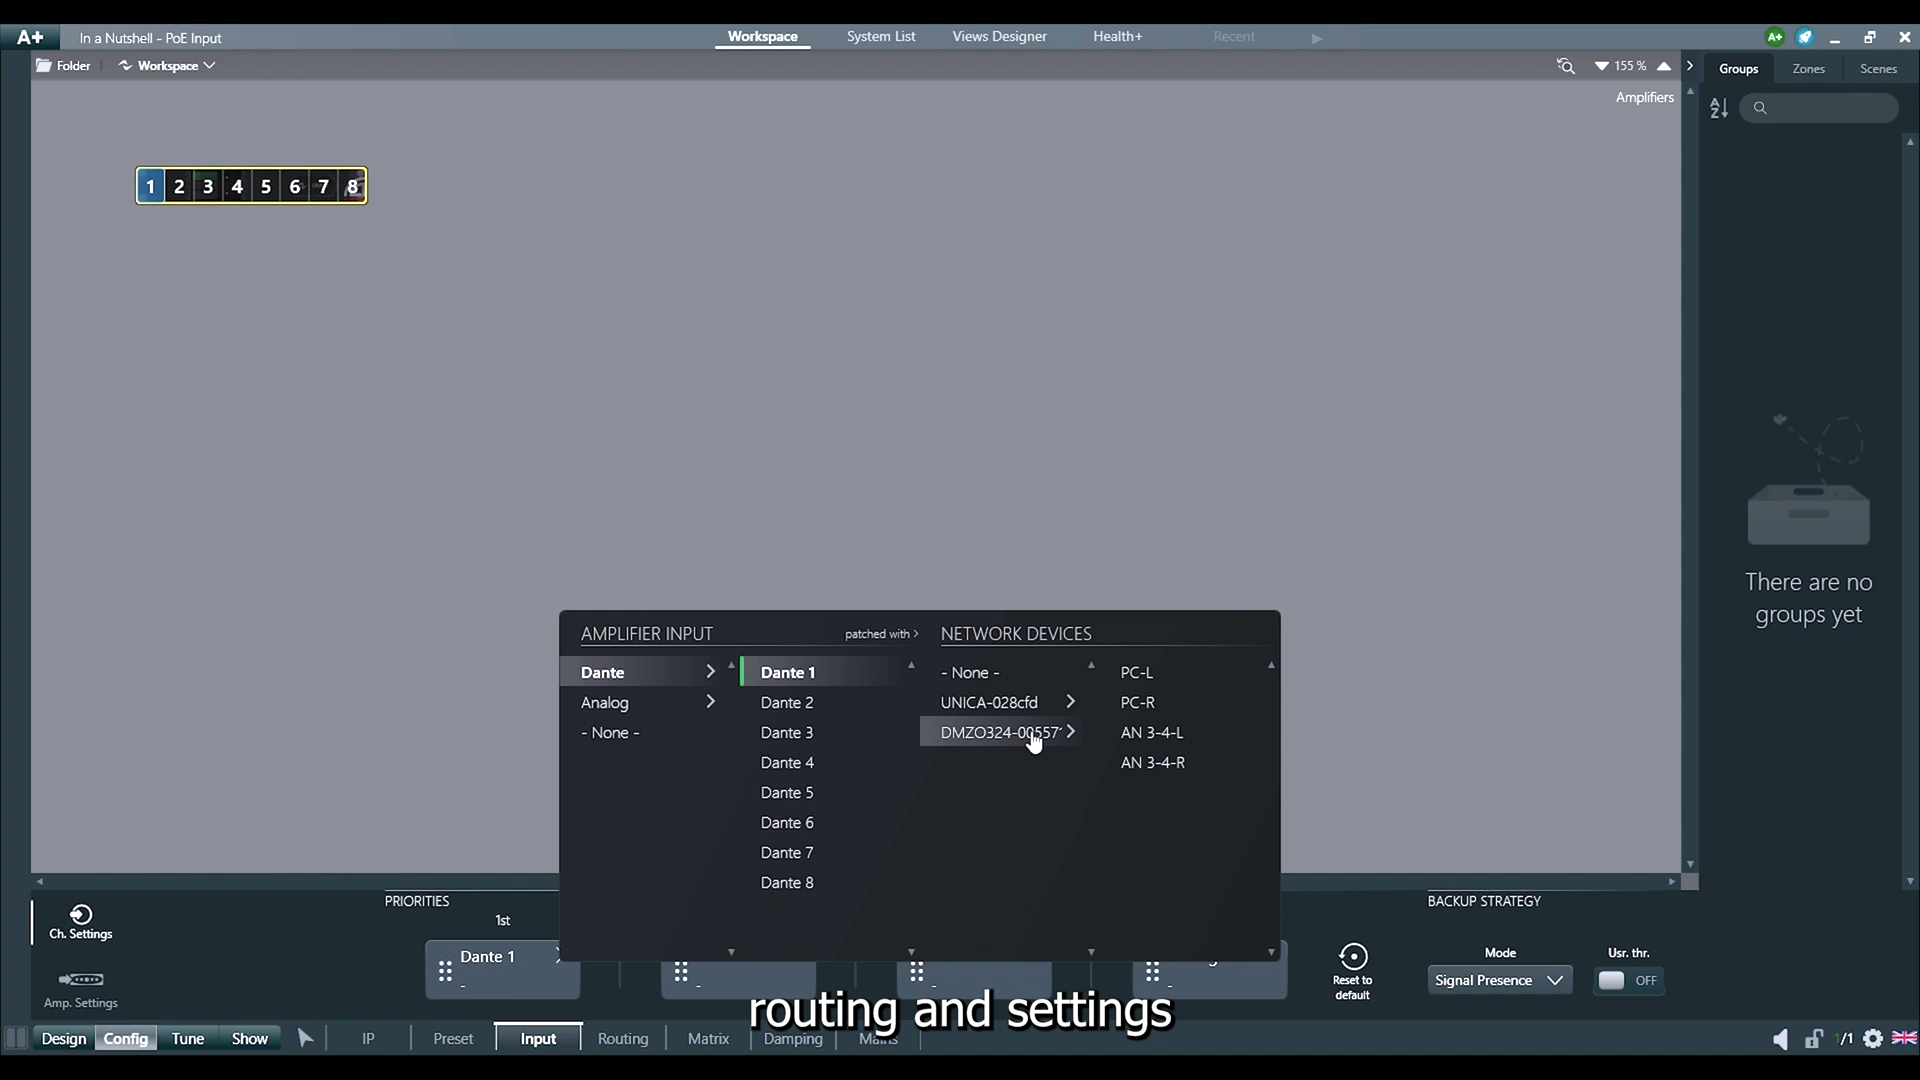 A+ In a Nutshell - PoE Input Workspace System List Views Designer Health+ Recent A+
Folder Workspace 155 % Groups Zones Scenes
Amplifiers
1 2 3 4 5 6 7 8
There are no
groups yet
AMPLIFIER INPUT patched with > NETWORK DEVICES
Dante Dante 1 - None - PC-L
Analog Dante 2 UNICA-028cfd PC-R
- None - Dante 3 DMZO324-00557 AN 3-4-L
Dante 4 AN 3-4-R
Dante 5
Dante 6
Dante 7
Dante 8
PRIORITIES BACKUP STRATEGY
1st
Ch. Settings
Dante 1 Mode Usr. thr.
- - - -
Reset to
default
Signal Presence OFF
Amp. Settings
routing and settings
Design Config Tune Show IP Preset Input Routing Matrix Damping Mains 1/1